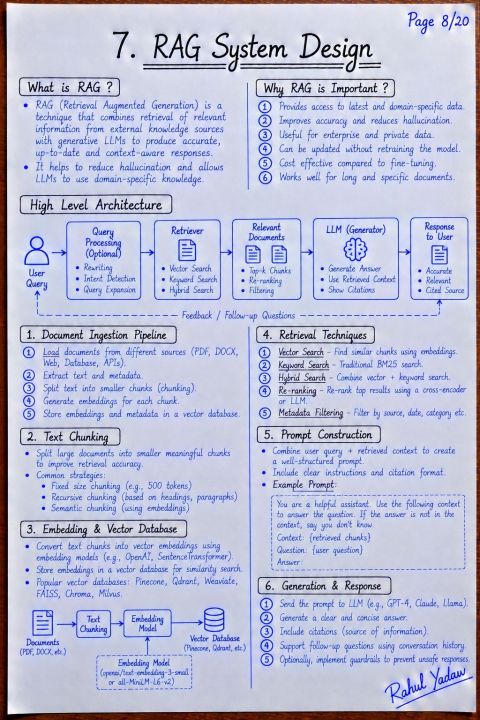 Page 8/20
7. RAG System Design
What is RAG ?
• RAG (Retrieval Augmented Generation) is a
technique that combines retrieval of relevant
information from external knowledge sources
with generative LLMs to produce accurate,
up-to-date and context-aware responses.
• It helps to reduce hallucination and allows
LLMs to use domain-specific knowledge.
Why RAG is Important ?
1 Provides access to latest and domain-specific data.
2 Improves accuracy and reduces hallucination.
3 Useful for enterprise and private data.
4 Can be updated without retraining the model.
5 Cost effective compared to fine-tuning.
6 Works well for long and specific documents.
High Level Architecture
User
Query
Query
Processing
(Optional)
• Rewriting
• Intent Detection
• Query Expansion
Retriever
• Vector Search
• Keyword Search
• Hybrid Search
Relevant
Documents
• Top-k Chunks
• Re-ranking
• Filtering
LLM (Generator)
• Generate Answer
• Use Retrieved Context
• Show Citations
Response
to User
• Accurate
• Relevant
• Cited Source
Feedback / Follow-up Questions
1. Document Ingestion Pipeline
1 Load documents from different sources (PDF, DOCX,
Web, Database, APIs).
2 Extract text and metadata.
3 Split text into smaller chunks (chunking).
4 Generate embeddings for each chunk.
5 Store embeddings and metadata in a vector database.
2. Text Chunking
• Split large documents into smaller meaningful chunks
to improve retrieval accuracy.
• Common strategies:
• Fixed size chunking (e.g., 500 tokens)
• Recursive chunking (based on headings, paragraphs)
• Semantic chunking (using embeddings)
3. Embedding & Vector Database
• Convert text chunks into vector embeddings using
embedding models (e.g., OpenAI, SentenceTransformer).
• Store embeddings in a vector database for similarity search.
• Popular vector databases: Pinecone, Qdrant, Weaviate,
FAISS, Chroma, Milvus.
Documents
(PDF, DOCX, etc.)
Text
Chunking
Embedding
Model
Vector Database
(Pinecone, Qdrant, etc.)
Embedding Model
(openai/text-embedding-3-small
or all-MiniLM-L6-v2)
4. Retrieval Techniques
1 Vector Search - Find similar chunks using embeddings.
2 Keyword Search - Traditional BM25 search.
3 Hybrid Search - Combine vector + keyword search.
4 Re-ranking - Re-rank top results using a cross-encoder
or LLM.
5 Metadata Filtering - Filter by source, date, category etc.
5. Prompt Construction
• Combine user query + retrieved context to create
a well-structured prompt.
• Include clear instructions and citation format.
• Example Prompt:
You are a helpful assistant. Use the following context
to answer the question. If the answer is not in the
context, say you don't know.
Context: {retrieved chunks}
Question: {user question}
Answer
6. Generation & Response
1 Send the prompt to LLM (e.g., GPT-4, Claude, Llama).
2 Generate a clear and concise answer.
3 Include citations (source of information).
4 Support follow-up questions using conversation history.
5 Optionally, implement guardrails to prevent unsafe responses.
Rahul Yadav